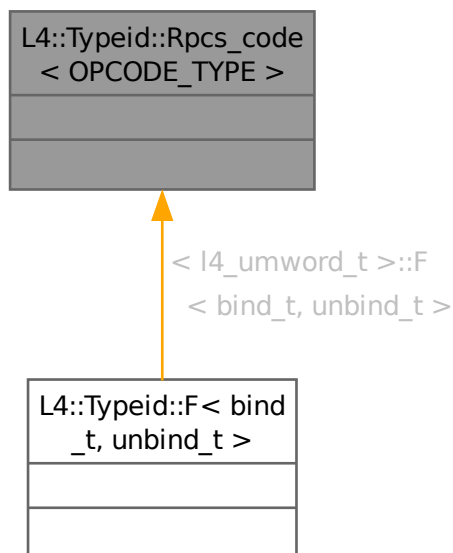 L4::Typeid::Rpcs_code
< OPCODE_TYPE >
< l4_umword_t >::F
< bind_t, unbind_t >
L4::Typeid::F< bind
_t, unbind_t >